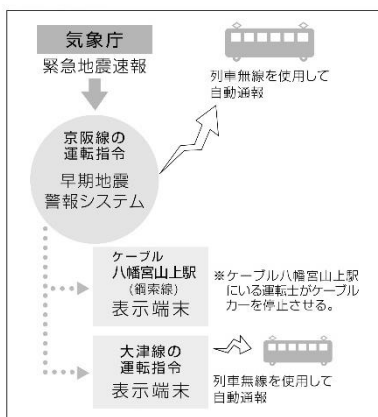 気象庁
緊急地震速報
列車無線を使用して
自動通報
京阪線の
運転指令
早期地震
警報システム
ケーブル
八幡宮山上駅
(鋼索線)
表示端末
※ケーブル八幡宮山上駅
にいる運転士がケーブル
カーを停止させる。
大津線の
運転指令
表示端末
列車無線を使用して
自動通報